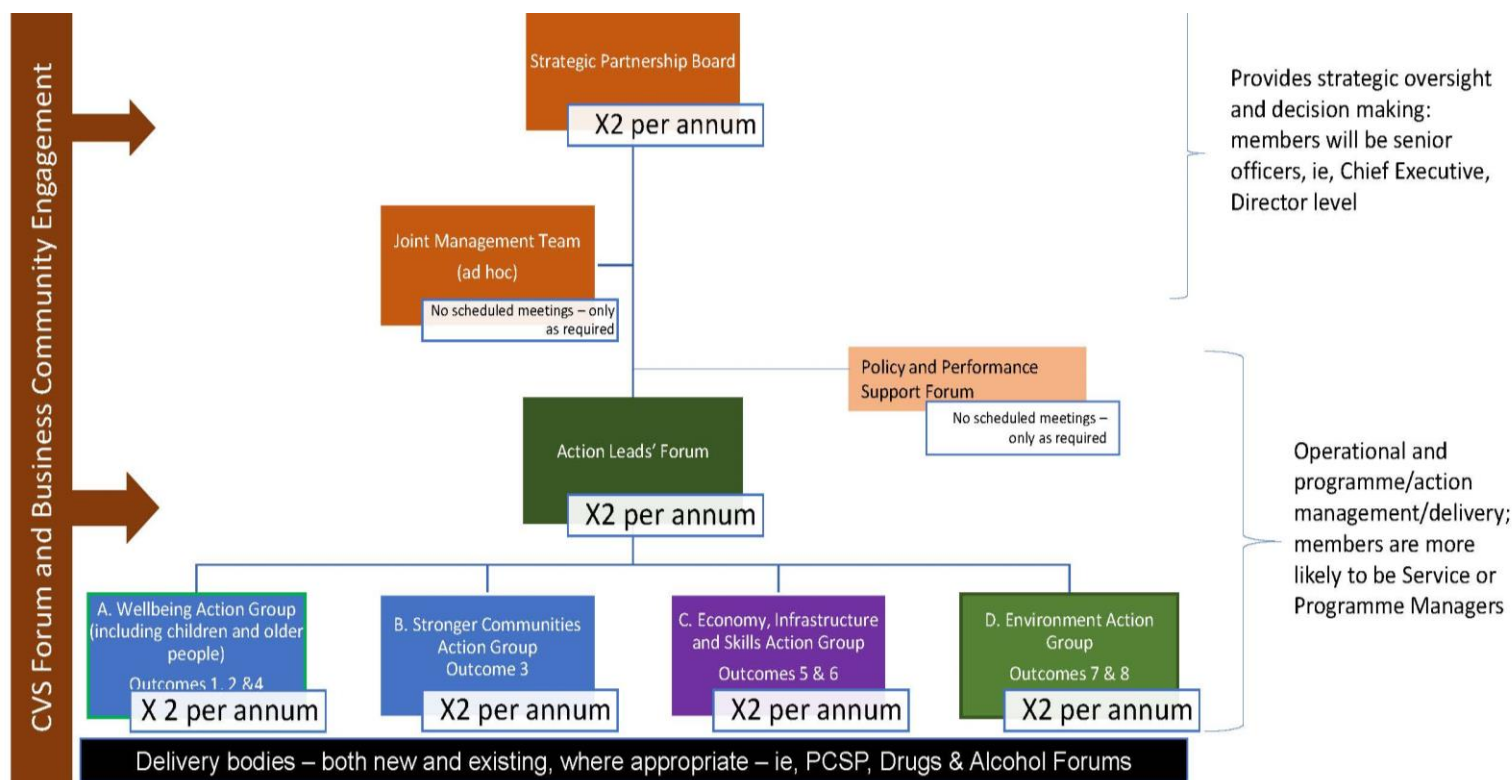 CVS Forum and Business Community Engagement
Strategic Partnership Board
X2 per annum
Provides strategic oversight
and decision making:
members will be senior
officers, ie, Chief Executive,
Director level
Joint Management Team
(ad hoc)
No scheduled meetings – only
as required
Policy and Performance
Support Forum
No scheduled meetings –
only as required
Action Leads' Forum
X2 per annum
Operational and
programme/action
management/delivery;
members are more
likely to be Service or
Programme Managers
A. Wellbeing Action Group
(including children and older
people)
Outcomes 1, 2 &4
X 2 per annum
B. Stronger Communities
Action Group
Outcome 3
X2 per annum
C. Economy, Infrastructure
and Skills Action Group
Outcomes 5 & 6
X2 per annum
D. Environment Action
Group
Outcomes 7 & 8
X2 per annum
Delivery bodies – both new and existing, where appropriate – ie, PCSP, Drugs & Alcohol Forums